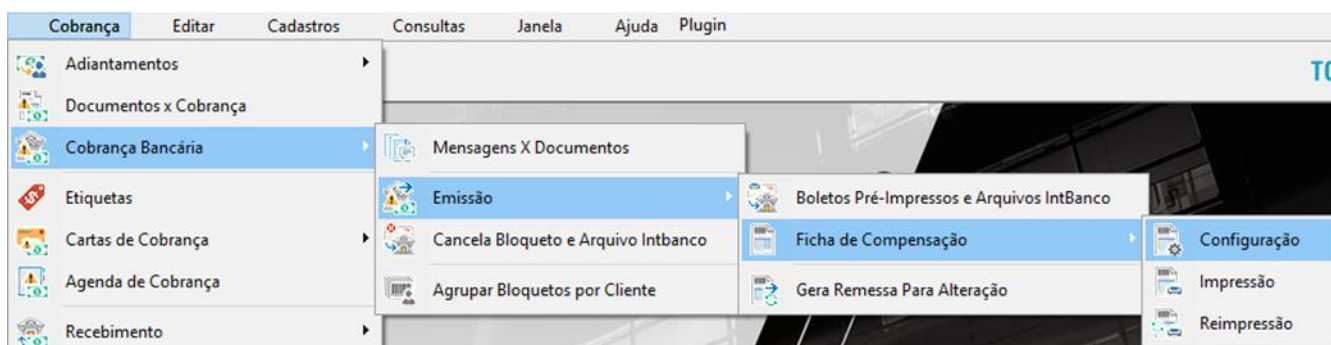 Cobrança Editar Cadastros Consultas Janela Ajuda Plugin
Adiantamentos
Documentos x Cobrança
Cobrança Bancária
Etiquetas
Cartas de Cobrança
Agenda de Cobrança
Recebimento
Mensagens X Documentos
Emissão
Cancela Bloqueto e Arquivo Intbanco
Agrupar Bloquetos por Cliente
Boletos Pré-Impressos e Arquivos IntBanco
Ficha de Compensação
Gera Remessa Para Alteração
Configuração
Impressão
Reimpressão